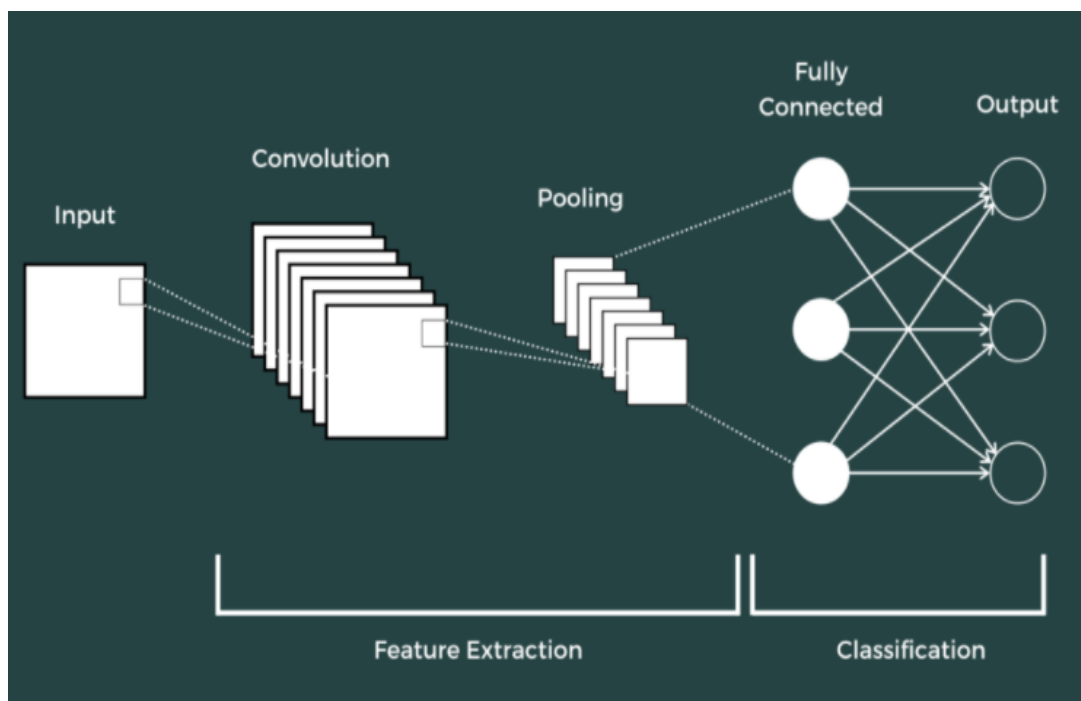 Fully
Connected
Output
Convolution
Pooling
Input
Feature Extraction
Classification